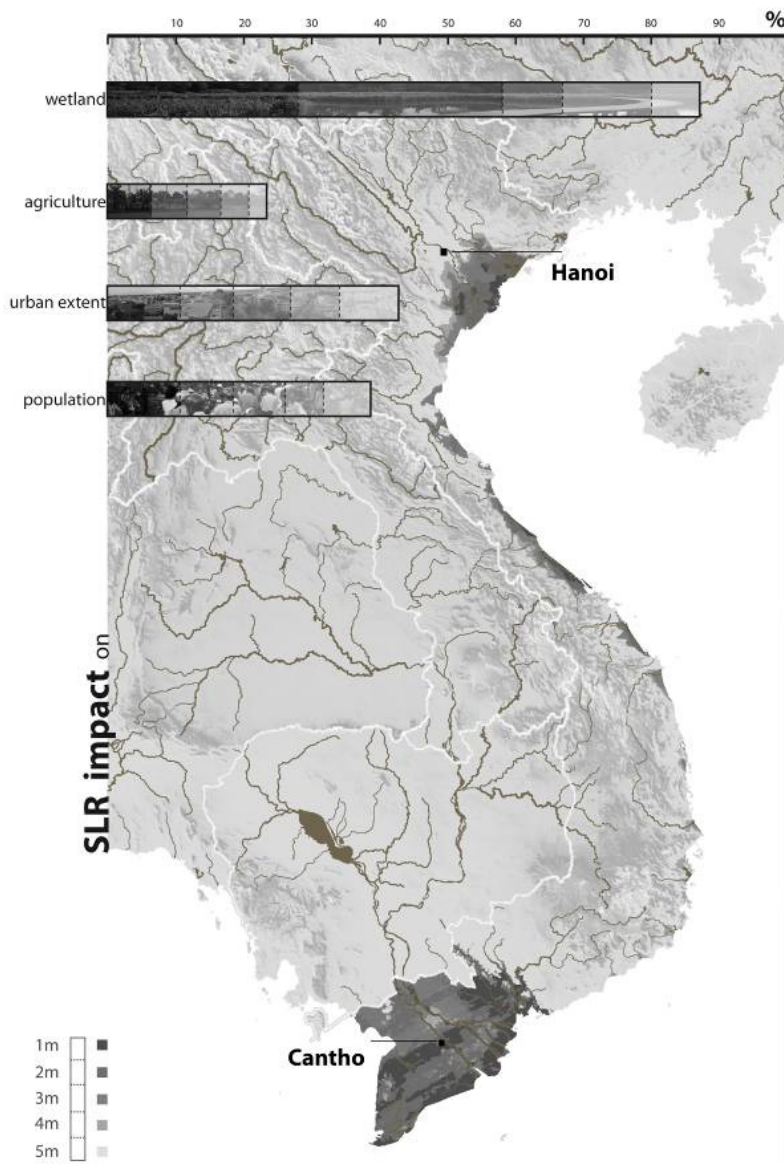 10 20 30 40 50 60 70 80 90 %
wetland
agriculture
Hanoi
urban extent
population
SLR impact on
Cantho
1m
2m
3m
4m
5m